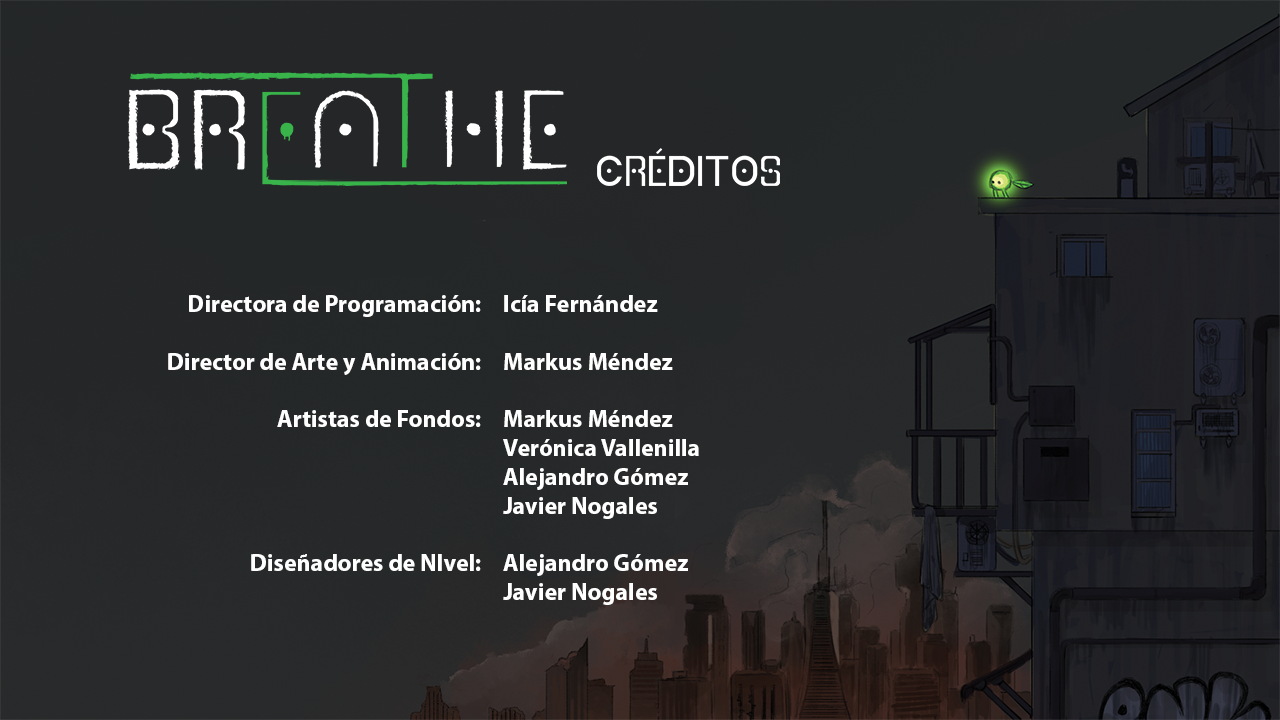 BREATHE
CRÉDITOS
Directora de Programación: Icía Fernández
Director de Arte y Animación: Markus Méndez
Artistas de Fondos: Markus Méndez
Verónica Vallenilla
Alejandro Gómez
Javier Nogales
Diseñadores de NIvel: Alejandro Gómez
Javier Nogales